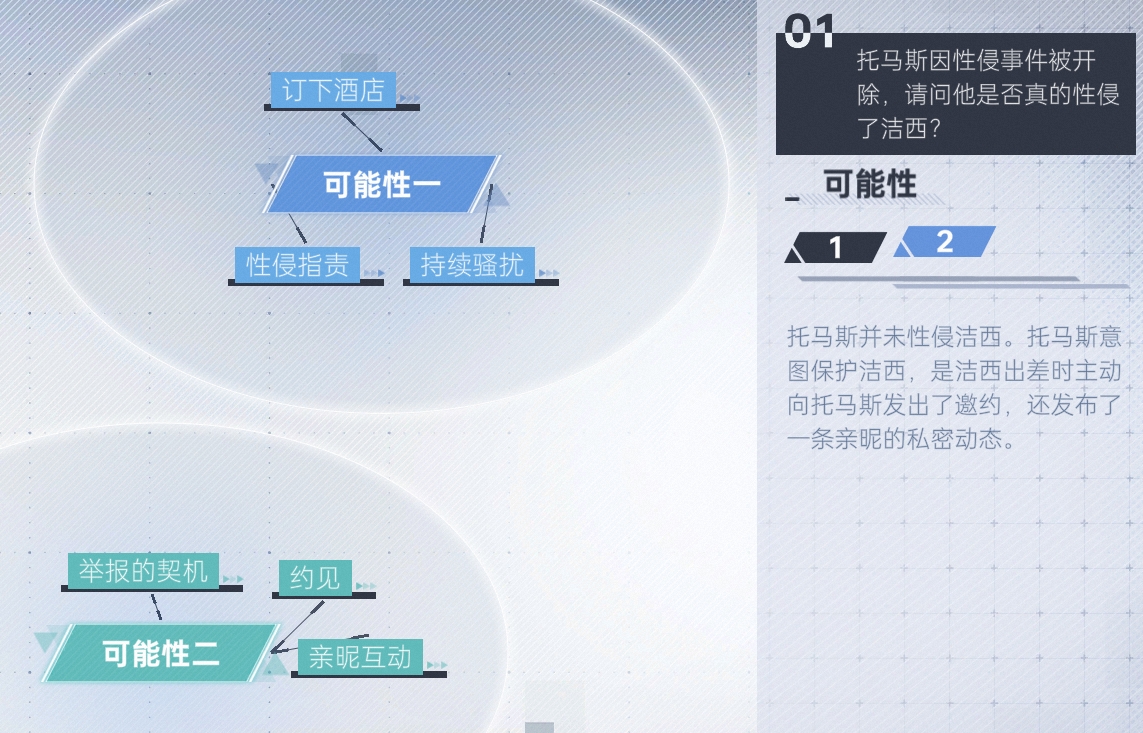 订下酒店
可能性一
性侵指责
持续骚扰
举报的契机
约见
可能性二
亲昵互动
01
托马斯因性侵事件被开
除，请问他是否真的性侵
了洁西？
可能性
1
2
托马斯并未性侵洁西。托马斯意
图保护洁西，是洁西出差时主动
向托马斯发出了邀约，还发布了
一条亲昵的私密动态。